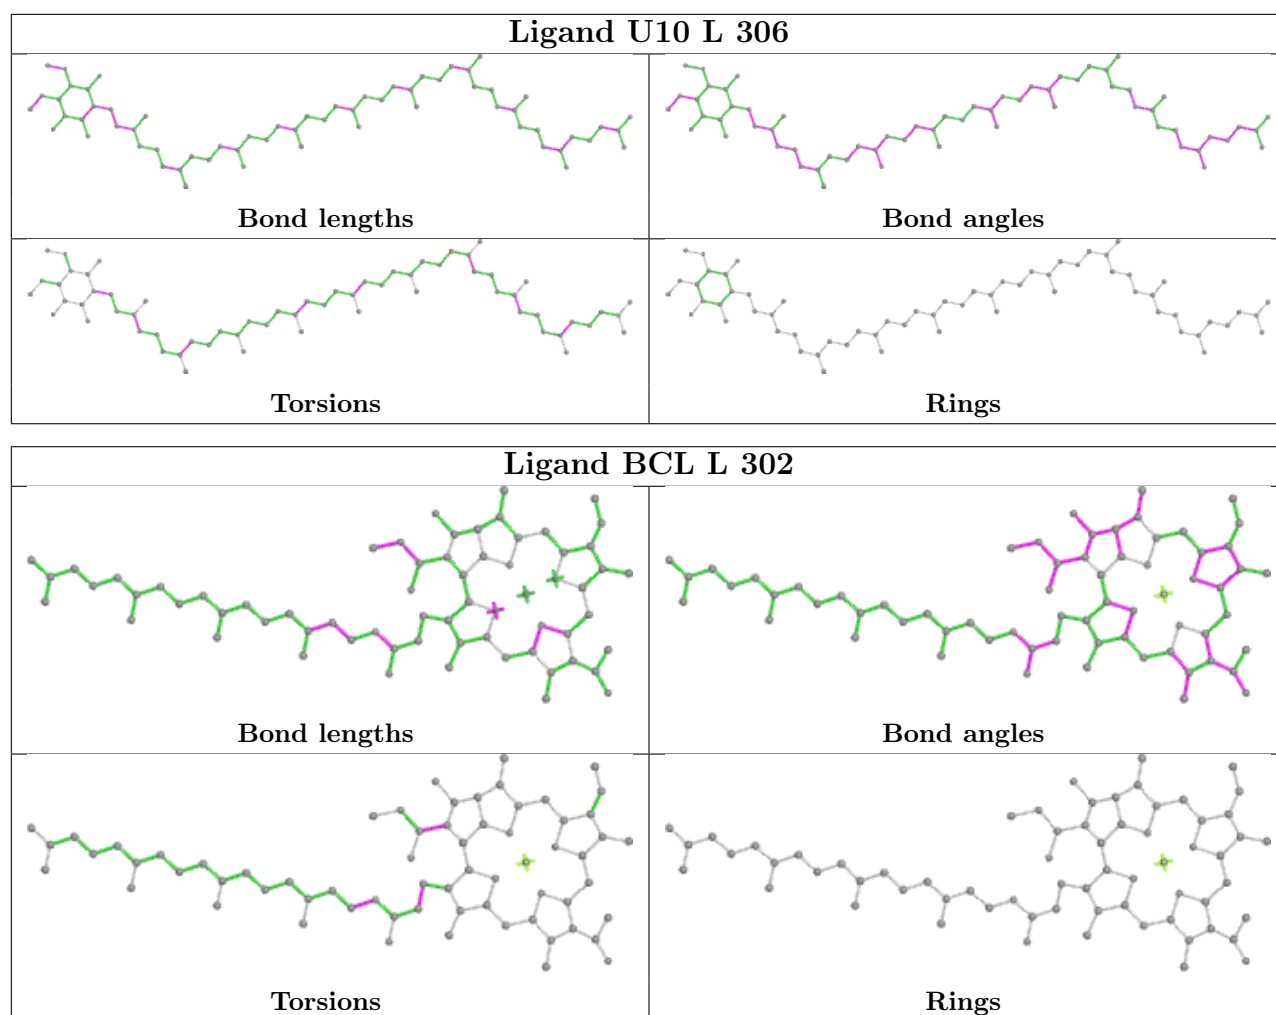 Ligand U10 L 306
Bond lengths
Bond angles
Torsions
Rings
Ligand BCL L 302
Bond lengths
Bond angles
Torsions
Rings